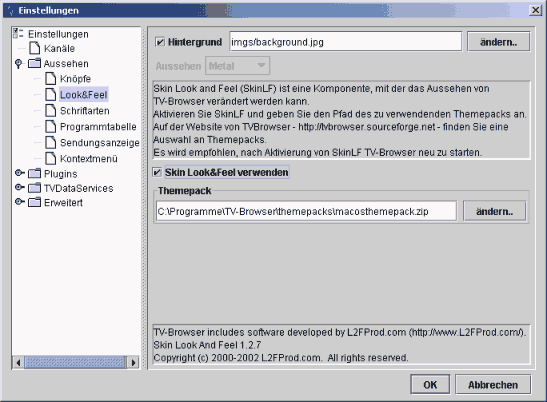 Einstellungen
Einstellungen
Kanäle
Aussehen
Knöpfe
Look&Feel
Schriftarten
Programmtabelle
Sendungsanzeige
Kontextmenü
Plugins
TVDataServices
Erweitert
Hintergrund imgs/background.jpg ändern..
Aussehen Metal
Skin Look and Feel (SkinLF) ist eine Komponente, mit der das Aussehen von
TV-Browser verändert werden kann.
Aktivieren Sie SkinLF und geben Sie den Pfad des zu verwendenden Themepacks an.
Auf der Website von TVBrowser - http://tvbrowser.sourceforge.net - finden Sie eine
Auswahl an Themepacks.
Es wird empfohlen, nach Aktivierung von SkinLF TV-Browser neu zu starten.
Skin Look&Feel verwenden
Themepack
C:\Programme\TV-Browser\themepacks\macosthemepack.zip ändern..
TV-Browser includes software developed by L2FProd.com (http://www.L2FProd.com/).
Skin Look And Feel 1.2.7
Copyright (c) 2000-2002 L2FProd.com. All rights reserved.
OK Abbrechen